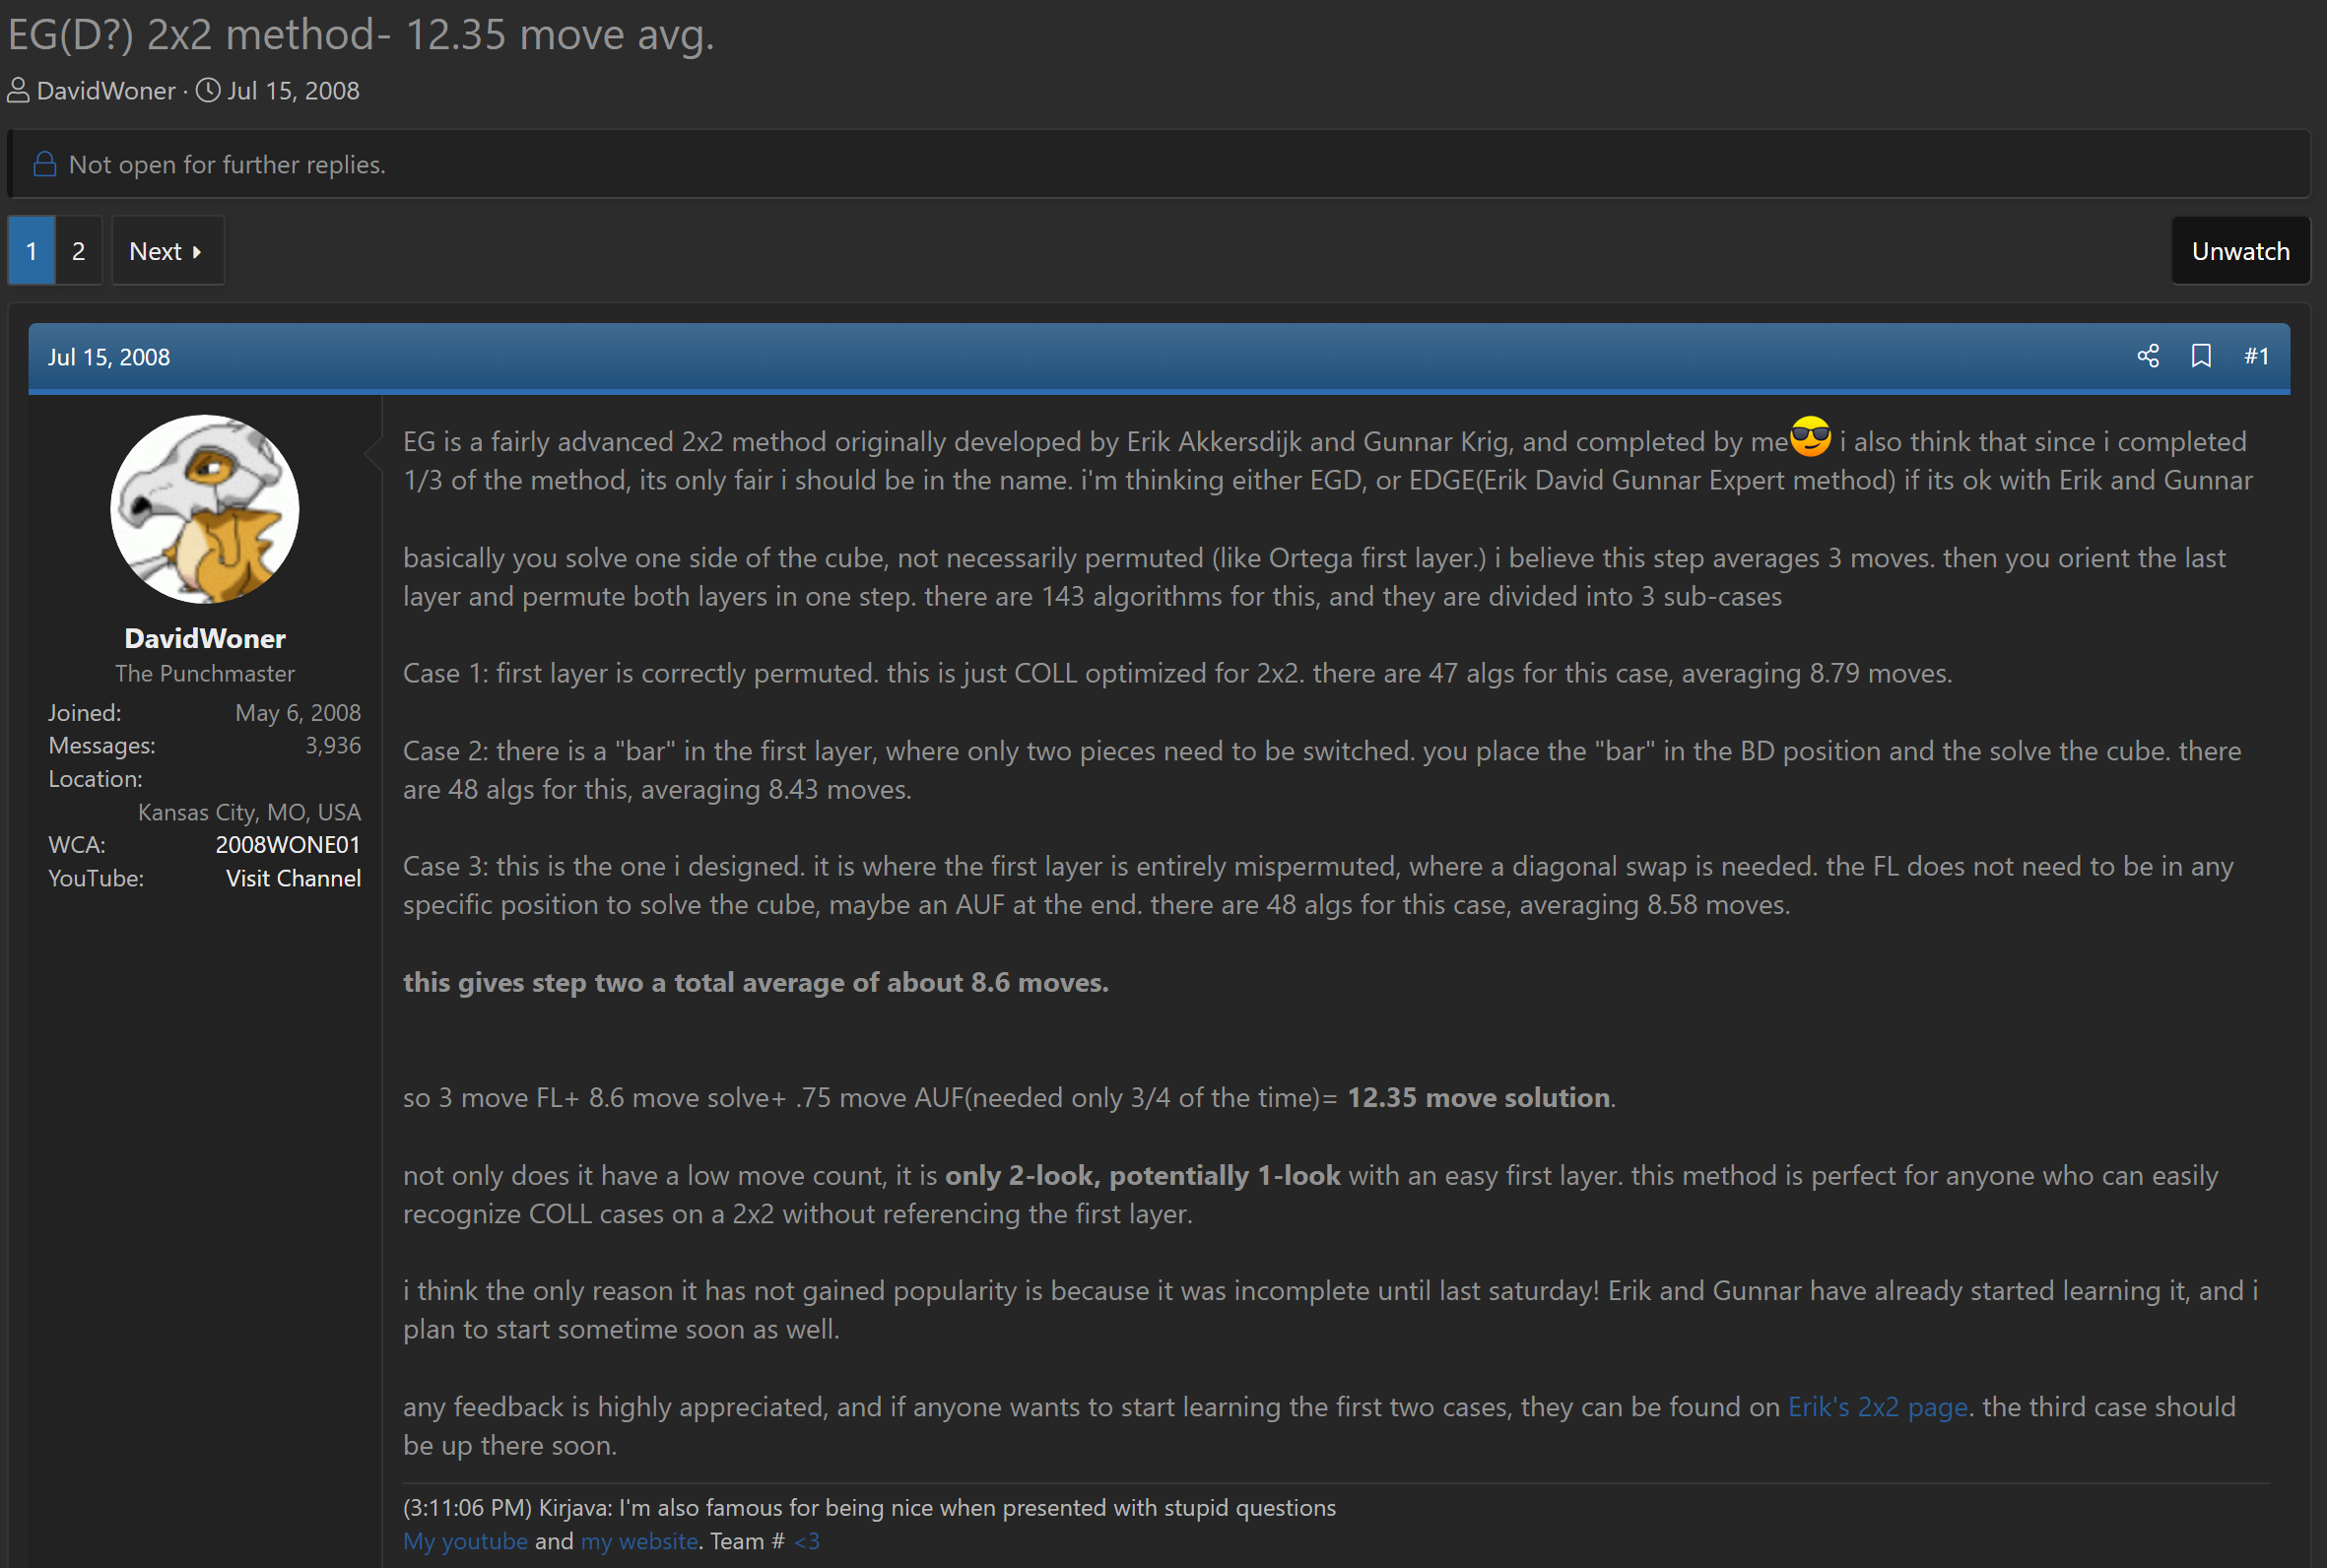 EG(D?) 2x2 method- 12.35 move avg.
DavidWoner · Jul 15, 2008
Not open for further replies.
1 2 Next Unwatch
Jul 15, 2008 #1
DavidWoner
The Punchmaster
Joined: May 6, 2008
Messages: 3,936
Location:
Kansas City, MO, USA
WCA: 2008WONE01
YouTube: Visit Channel
EG is a fairly advanced 2x2 method originally developed by Erik Akkersdijk and Gunnar Krig, and completed by me i also think that since i completed
1/3 of the method, its only fair i should be in the name. i'm thinking either EGD, or EDGE(Erik David Gunnar Expert method) if its ok with Erik and Gunnar
basically you solve one side of the cube, not necessarily permuted (like Ortega first layer.) i believe this step averages 3 moves. then you orient the last
layer and permute both layers in one step. there are 143 algorithms for this, and they are divided into 3 sub-cases
Case 1: first layer is correctly permuted. this is just COLL optimized for 2x2. there are 47 algs for this case, averaging 8.79 moves.
Case 2: there is a "bar" in the first layer, where only two pieces need to be switched. you place the "bar" in the BD position and the solve the cube. there
are 48 algs for this, averaging 8.43 moves.
Case 3: this is the one i designed. it is where the first layer is entirely mispermuted, where a diagonal swap is needed. the FL does not need to be in any
specific position to solve the cube, maybe an AUF at the end. there are 48 algs for this case, averaging 8.58 moves.
this gives step two a total average of about 8.6 moves.
so 3 move FL+ 8.6 move solve+ .75 move AUF(needed only 3/4 of the time)= 12.35 move solution.
not only does it have a low move count, it is only 2-look, potentially 1-look with an easy first layer. this method is perfect for anyone who can easily
recognize COLL cases on a 2x2 without referencing the first layer.
i think the only reason it has not gained popularity is because it was incomplete until last saturday! Erik and Gunnar have already started learning it, and i
plan to start sometime soon as well.
any feedback is highly appreciated, and if anyone wants to start learning the first two cases, they can be found on Erik's 2x2 page. the third case should
be up there soon.
(3:11:06 PM) Kirjava: I'm also famous for being nice when presented with stupid questions
My youtube and my website. Team # <3